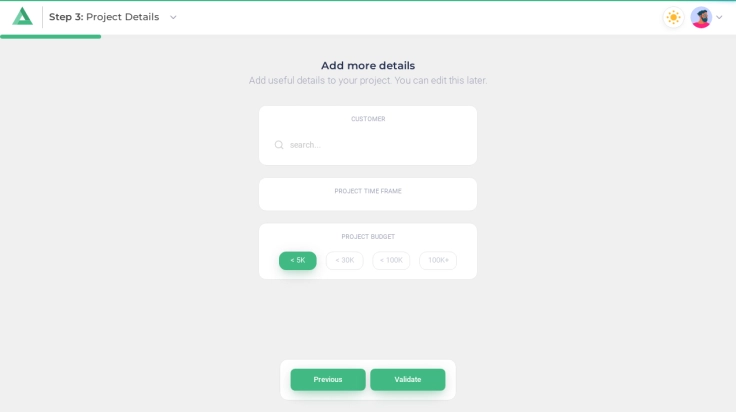 Step 3: Project Details
Add more details
Add useful details to your project. You can edit this later.
CUSTOMER
search...
PROJECT TIME FRAME
PROJECT BUDGET
< 5K
< 30K
< 100K
100K+
Previous
Validate